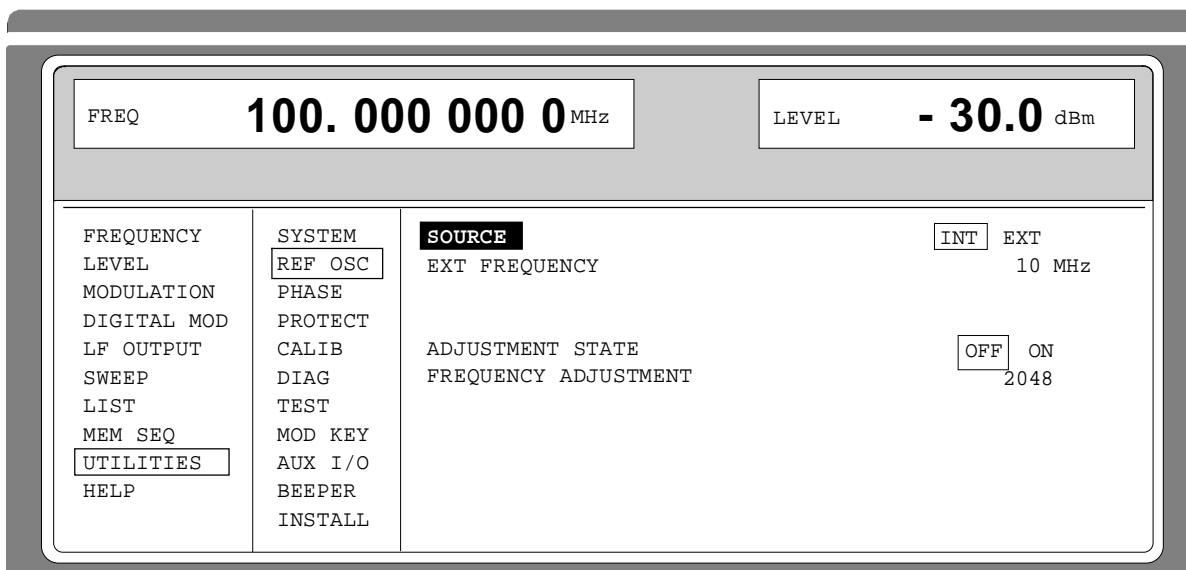 FREQ 100. 000 000 0 MHz LEVEL - 30.0 dBm
FREQUENCY SYSTEM SOURCE INT EXT
LEVEL REF OSC EXT FREQUENCY 10 MHz
MODULATION PHASE
DIGITAL MOD PROTECT
LF OUTPUT CALIB ADJUSTMENT STATE OFF ON
SWEEP DIAG FREQUENCY ADJUSTMENT 2048
LIST TEST
MEM SEQ MOD KEY
UTILITIES AUX I/O
HELP BEEPER
INSTALL